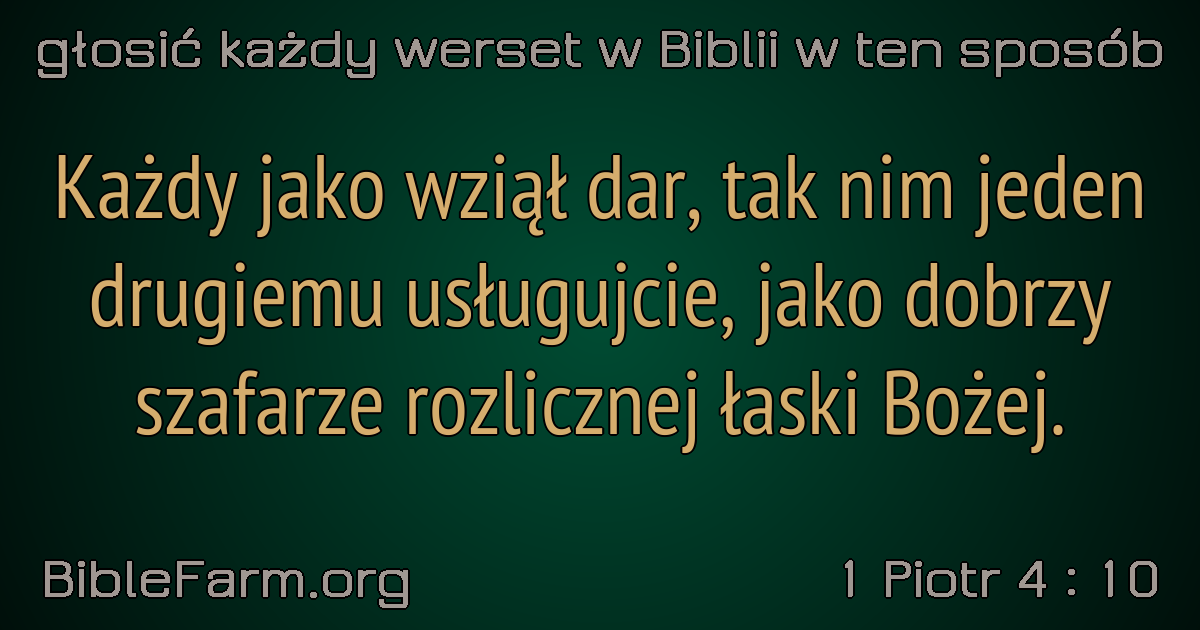 głosić każdy werset w Biblii w ten sposób
Każdy jako wziął dar, tak nim jeden
drugiemu usługujcie, jako dobrzy
szafarze rozlicznej łaski Bożej.
BibleFarm.org
1 Piotr 4 : 10